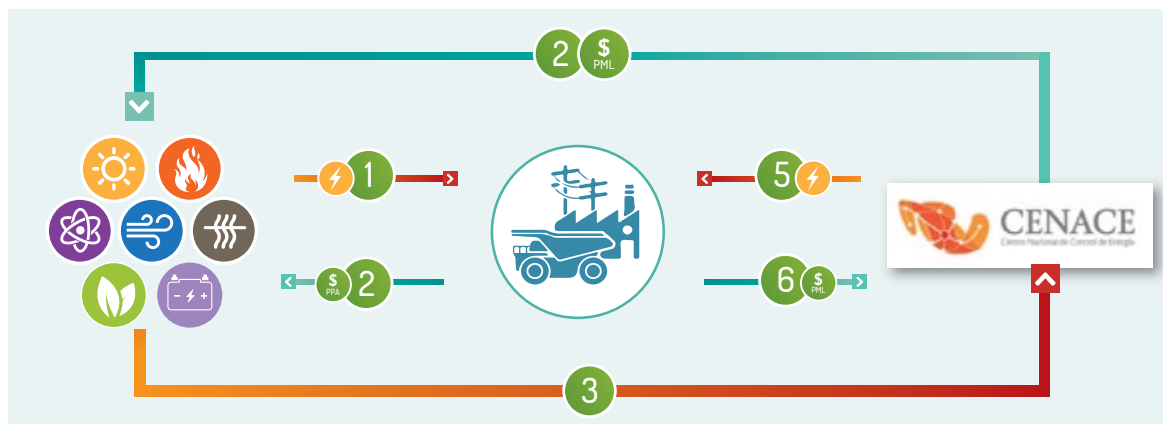 2 $ PML
1
5
CENACE
Centro Nacional de Control de Energía
$ PPA 2
6 $ PML
3